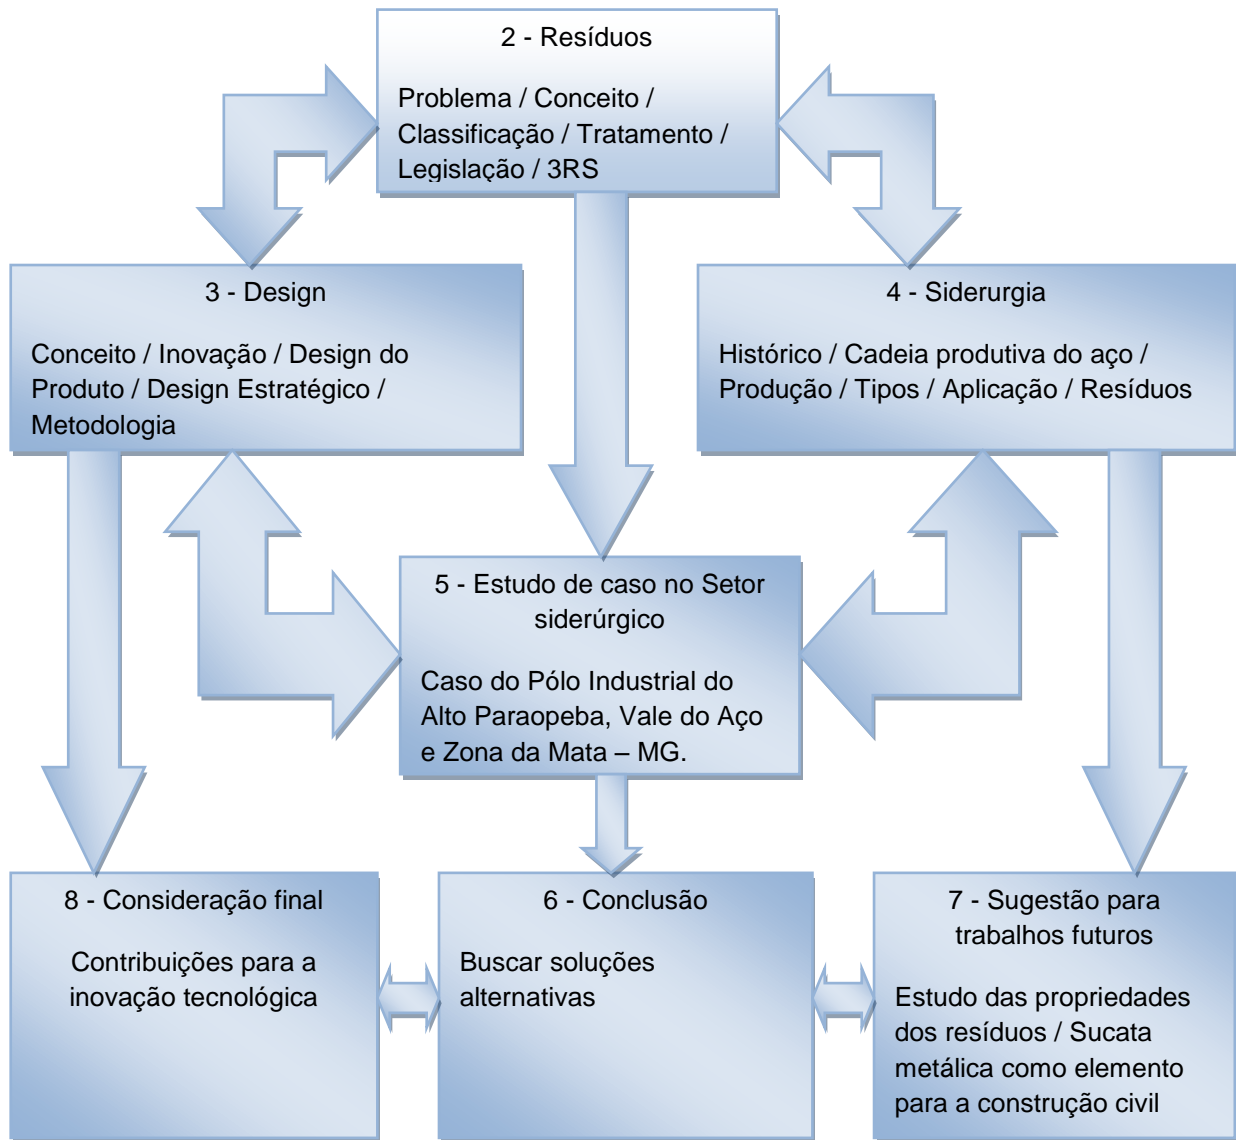 2 - Resíduos
Problema / Conceito /
Classificação / Tratamento /
Legislação / 3RS
3 - Design
Conceito / Inovação / Design do
Produto / Design Estratégico /
Metodologia
4 - Siderurgia
Histórico / Cadeia produtiva do aço /
Produção / Tipos / Aplicação / Resíduos
5 - Estudo de caso no Setor
siderúrgico
Caso do Pólo Industrial do
Alto Paraopeba, Vale do Aço
e Zona da Mata – MG.
8 - Consideração final
Contribuições para a
inovação tecnológica
6 - Conclusão
Buscar soluções
alternativas
7 - Sugestão para
trabalhos futuros
Estudo das propriedades
dos resíduos / Sucata
metálica como elemento
para a construção civil